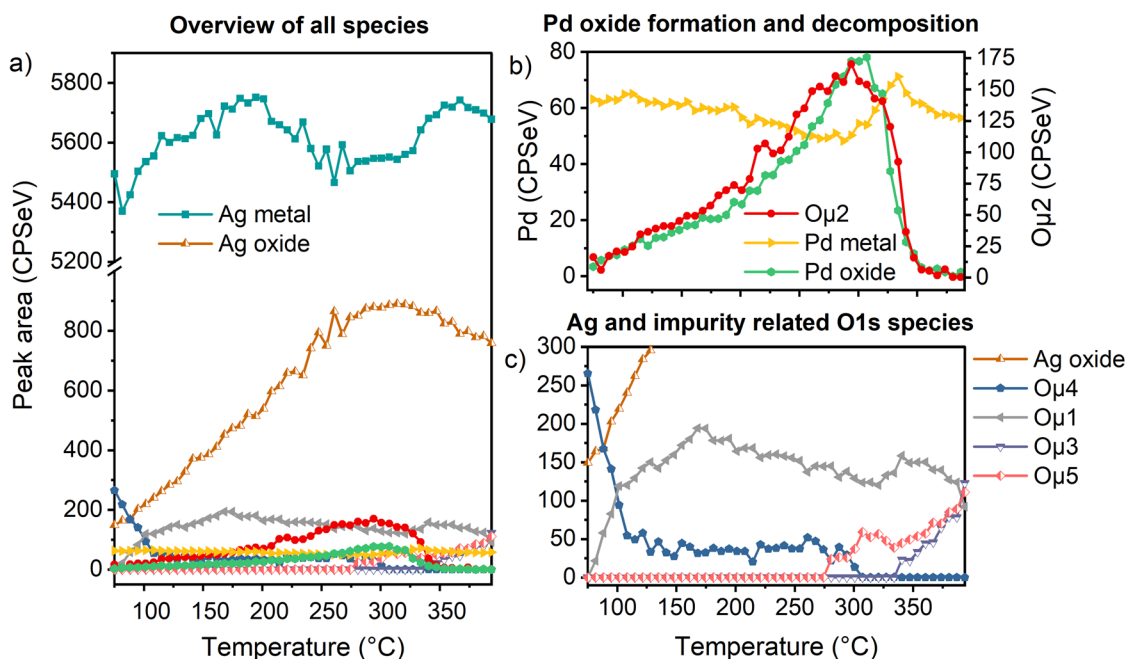 Overview of all species
a)
5800
5600
5400
5200
800
600
400
200
0
Peak area (CPSeV)
Ag metal
Ag oxide
100 150 200 250 300 350
Temperature (°C)
Pd oxide formation and decomposition
b)
80
60
40
20
0
Pd (CPSeV)
175
150
125
100
75
50
25
0
Oμ2 (CPSeV)
Oμ2
Pd metal
Pd oxide
Ag and impurity related O1s species
c)
300
250
200
150
100
50
0
100 150 200 250 300 350
Temperature (°C)
Ag oxide
Oμ4
Oμ1
Oμ3
Oμ5